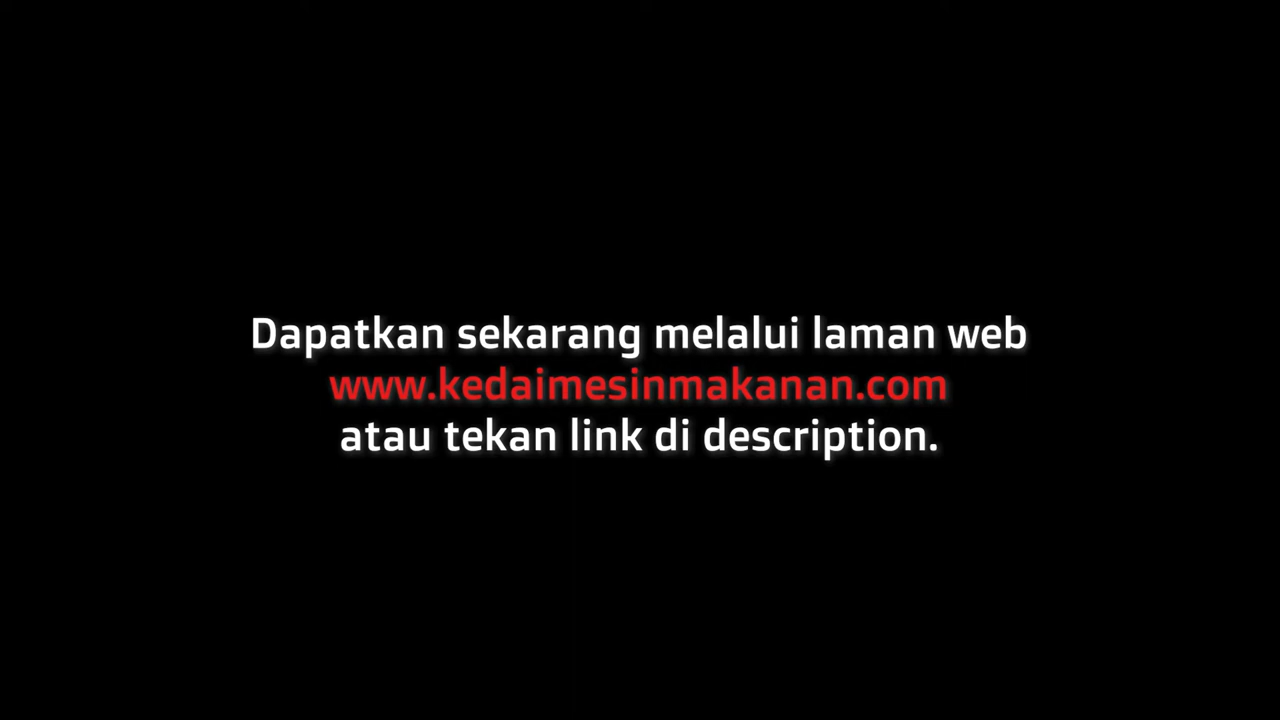 Dapatkan sekarang melalui laman web
www.kedaimesinmakanan.com
atau tekan link di description.